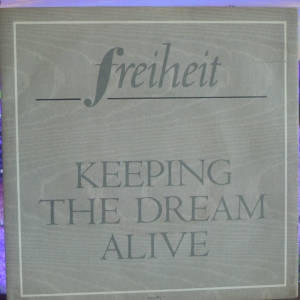 freiheit
KEEPING
THE DREAM
ALIVE